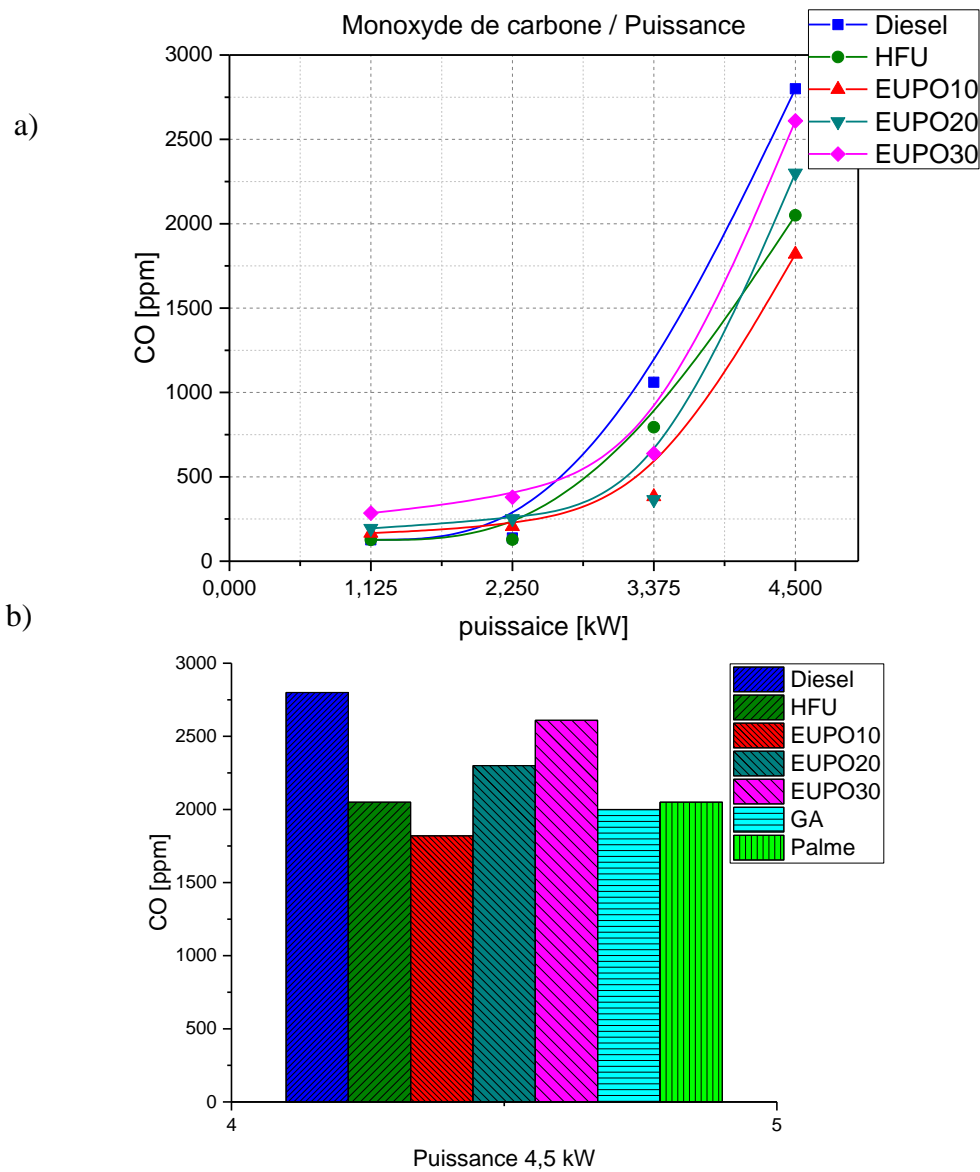 Monoxyde de carbone / Puissance
Diesel
HFU
EUPO10
EUPO20
EUPO30
a)
3000
2500
2000
1500
1000
500
0
CO [ppm]
0,000 1,125 2,250 3,375 4,500
puissaice [kW]
b)
3000
2500
2000
1500
1000
500
0
CO [ppm]
Diesel
HFU
EUPO10
EUPO20
EUPO30
GA
Palme
4 5
Puissance 4,5 kW